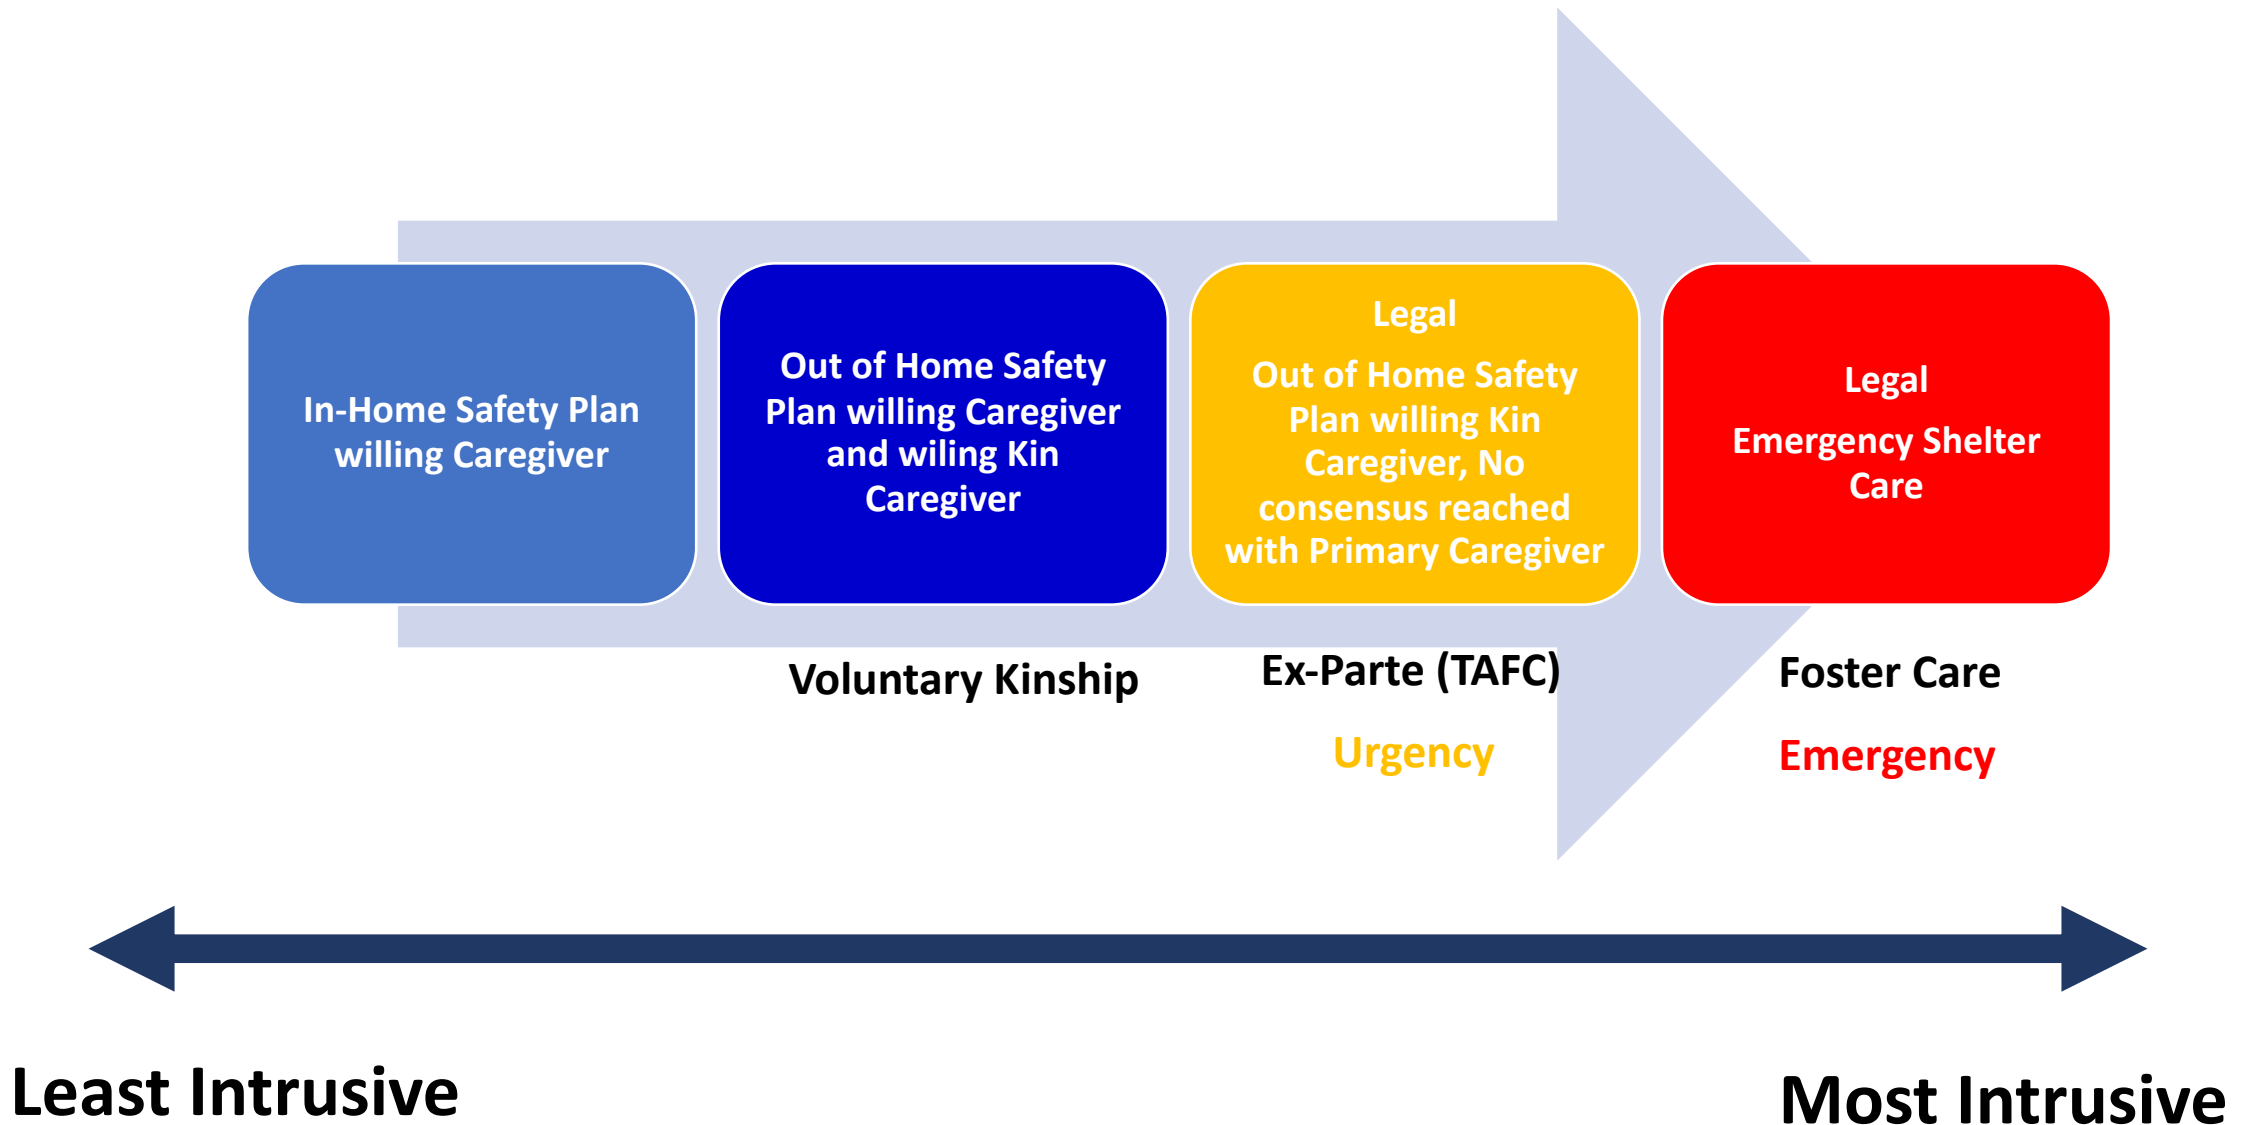 In-Home Safety Plan
willing Caregiver
Out of Home Safety
Plan willing Caregiver
and wiling Kin
Caregiver
Legal
Out of Home Safety
Plan willing Kin
Caregiver, No
consensus reached
with Primary Caregiver
Legal
Emergency Shelter
Care
Voluntary Kinship
Ex-Parte (TAFC)
Urgency
Foster Care
Emergency
Least Intrusive
Most Intrusive